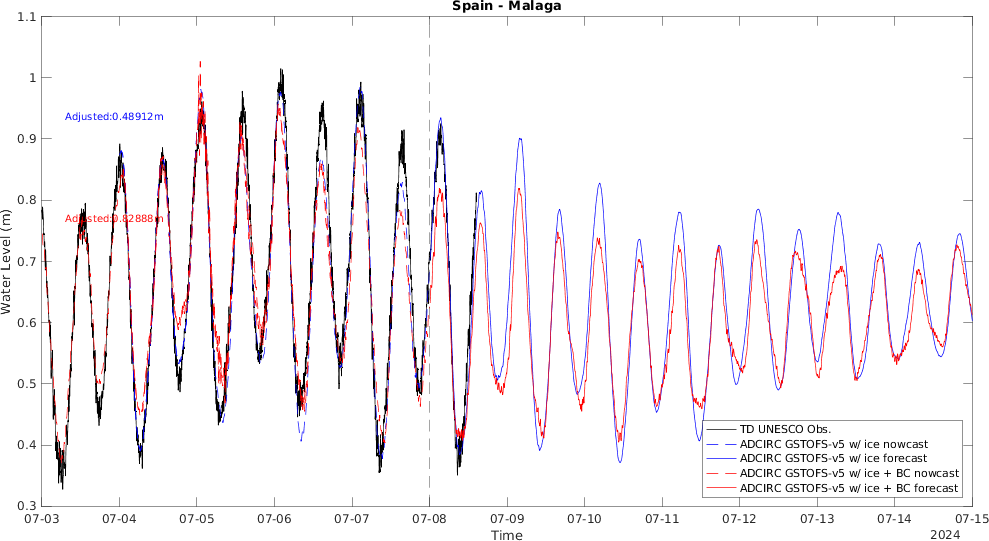 Spain - Malaga
Water Level (m)
1.1
1
0.9
0.8
0.7
0.6
0.5
0.4
0.3
Adjusted:0.48912m
Adjusted:0.82888m
TD UNESCO Obs.
ADCIRC GSTOFS-v5 w/ ice nowcast
ADCIRC GSTOFS-v5 w/ ice forecast
ADCIRC GSTOFS-v5 w/ ice + BC nowcast
ADCIRC GSTOFS-v5 w/ ice + BC forecast
07-03 07-04 07-05 07-06 07-07 07-08 07-09 07-10 07-11 07-12 07-13 07-14 07-15
Time
2024